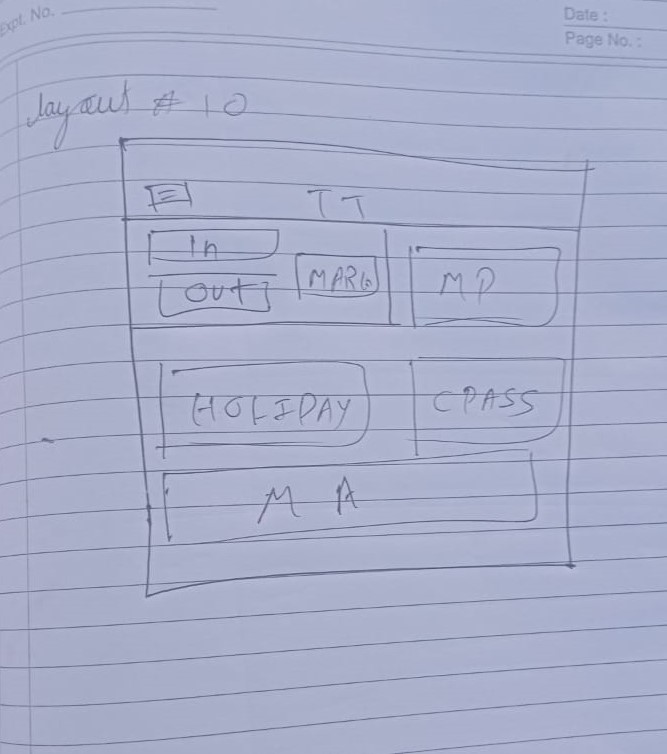 Expt. No.
Date :
Page No. :
layout # 10
TT
In
OUT
MARG
MP
HOLIDAY
CPASS
M A